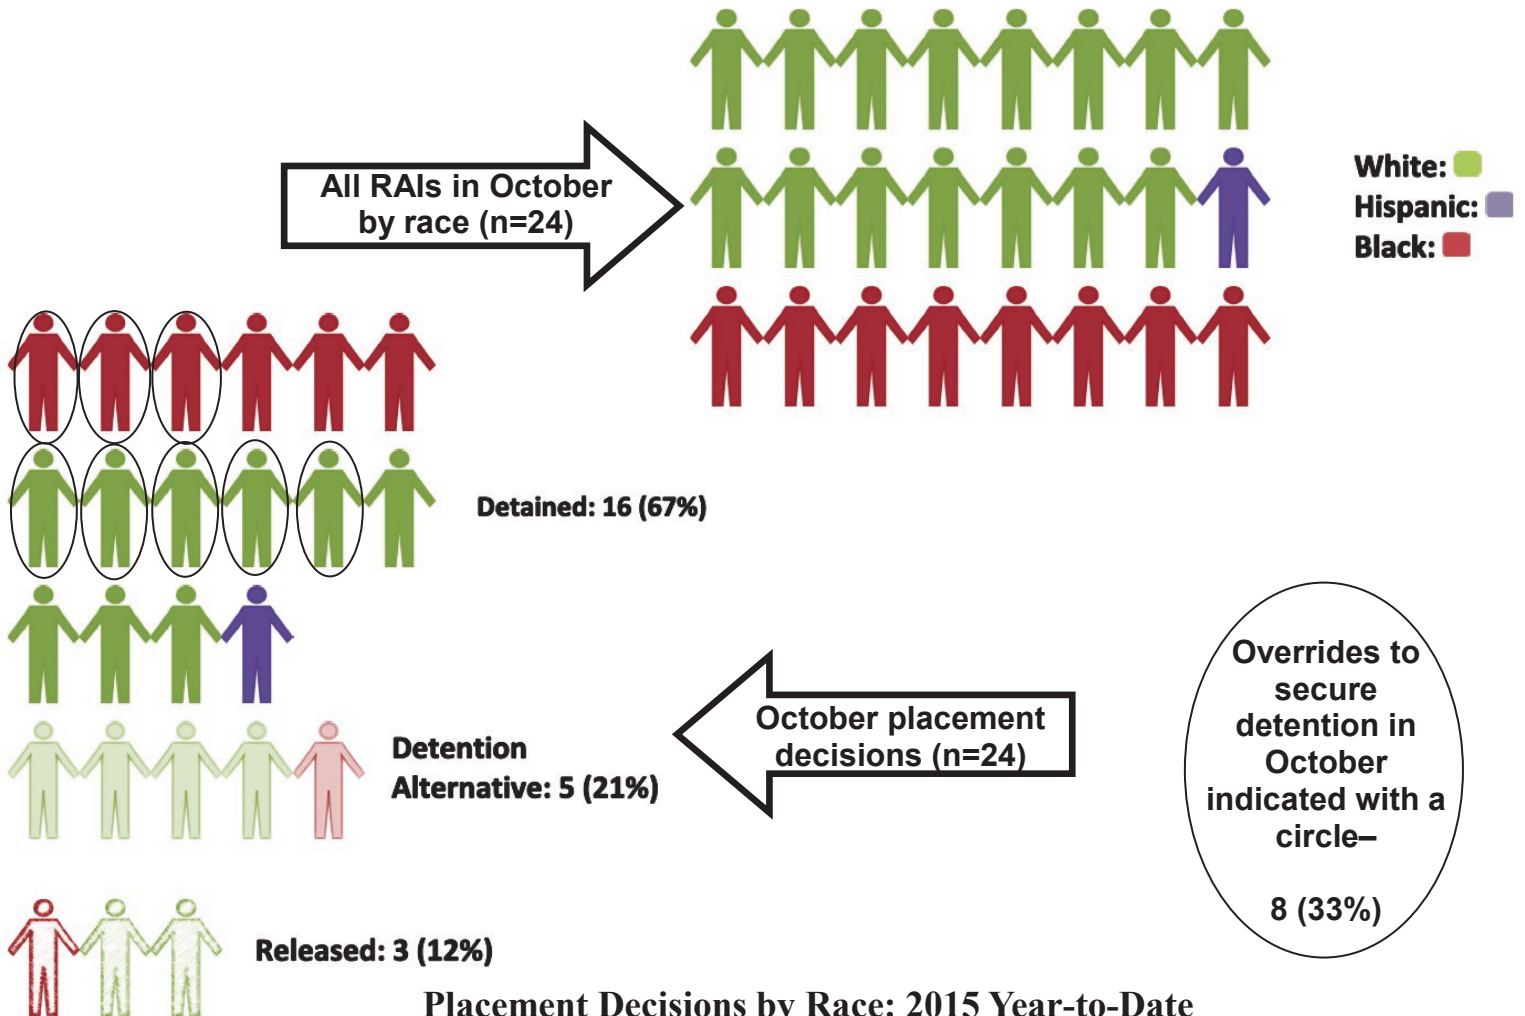 All RAIs in October
by race (n=24)
White:
Hispanic:
Black:
Detained: 16 (67%)
October placement
decisions (n=24)
Overrides to
secure
detention in
October
indicated with a
circle–
8 (33%)
Detention
Alternative: 5 (21%)
Released: 3 (12%)
Placement Decisions by Race: 2015 Year-to-Date